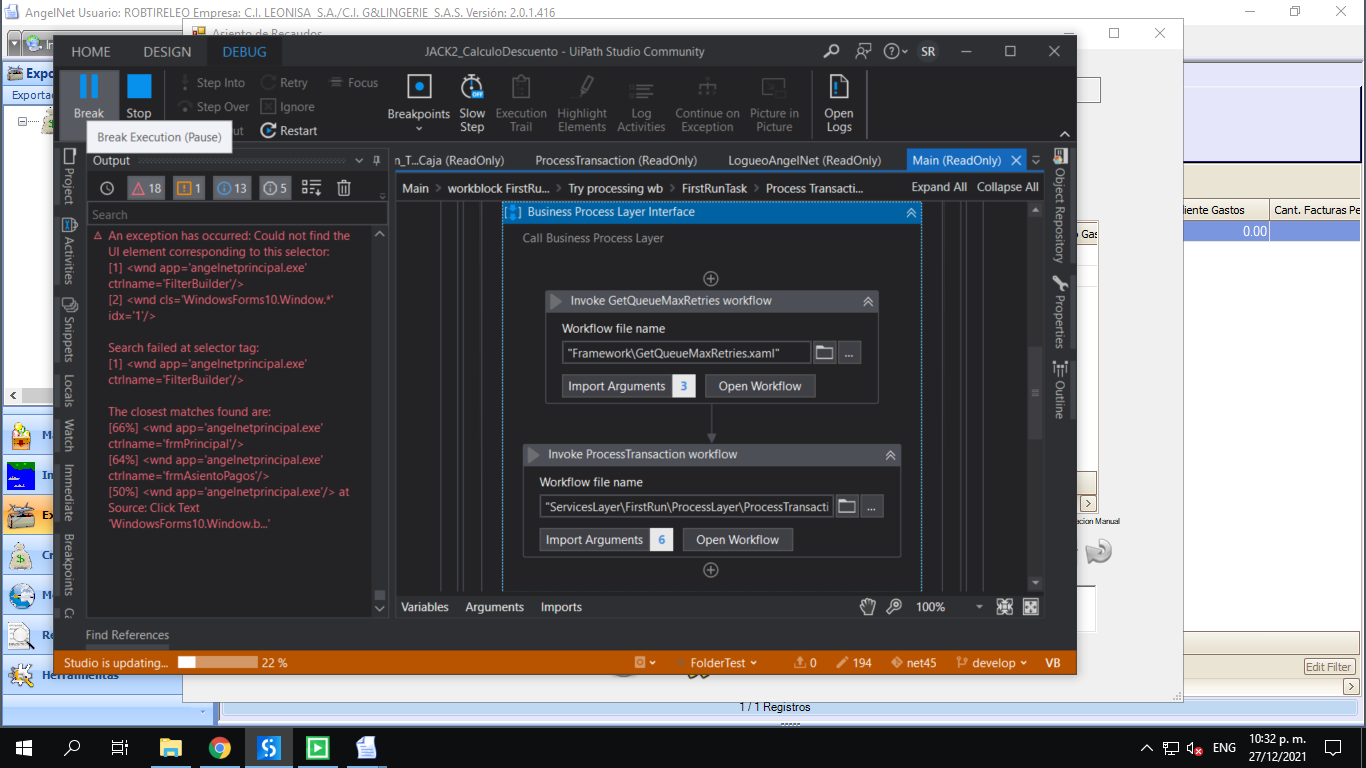 AngelNet Usuario: ROBTIRELEO Empresa: C.I. LEONISA S.A./C.I. G&LINGERIE S.A.S. Versión: 2.0.1.416
Asiento de Recaudos
HOME DESIGN DEBUG JACK2_CalculoDescuento - UiPath Studio Community SR
Break Stop
Step Into Retry Focus
Step Over Ignore
Restart
Breakpoints Slow Step Execution Trail Highlight Elements Log Activities Continue on Exception Picture in Picture Open Logs
Break Execution (Pause)
Output
n_T...Caja (ReadOnly) ProcessTransaction (ReadOnly) LogueoAngelNet (ReadOnly) Main (ReadOnly)
18 1 13 5
Main workblock FirstRu... Try processing wb FirstRunTask Process Transacti... Expand All Collapse All
Search
An exception has occurred: Could not find the
UI element corresponding to this selector:
[1] <wnd app='angelnetprincipal.exe'
ctrlname='FilterBuilder'/>
[2] <wnd cls='WindowsForms10.Window.*'
idx='1'/>
Search failed at selector tag:
[1] <wnd app='angelnetprincipal.exe'
ctrlname='FilterBuilder'/>
The closest matches found are:
[66%] <wnd app='angelnetprincipal.exe'
ctrlname='frmPrincipal'/>
[64%] <wnd app='angelnetprincipal.exe'
ctrlname='frmAsientoPagos'/>
[50%] <wnd app='angelnetprincipal.exe'/> at
Source: Click Text
'WindowsForms10.Window.b...'
Business Process Layer Interface
Call Business Process Layer
Invoke GetQueueMaxRetries workflow
Workflow file name
"Framework\GetQueueMaxRetries.xaml"
...
Import Arguments 3 Open Workflow
Invoke ProcessTransaction workflow
Workflow file name
"ServicesLayer\FirstRun\ProcessLayer\ProcessTransacti
...
Import Arguments 6 Open Workflow
Variables Arguments Imports 100%
Find References
Studio is updating... 22 % FolderTest 0 194 net45 develop VB
Project
Activities
Snippets
Locals
Watch
Immediate
Breakpoints
Object Repository
Properties
Outline
Expo
Exportac
Herramientas
iente Gastos Cant. Facturas Pe
0.00
Gas
acion Manual
Edit Filter
1 / 1 Registros
ENG
10:32 p. m.
27/12/2021